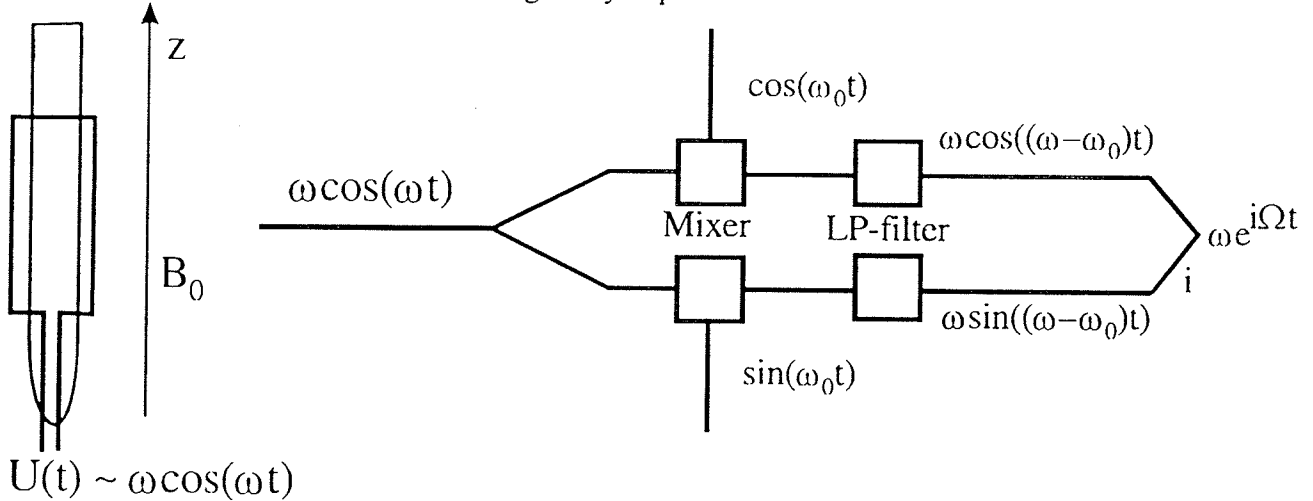 z
cos(ω₀t)
ωcos((ω−ω₀)t)
ωcos(ωt)
Mixer
LP-filter
ωe^{iΩt}
B₀
i
ωsin((ω−ω₀)t)
sin(ω₀t)
U(t) ~ ωcos(ωt)